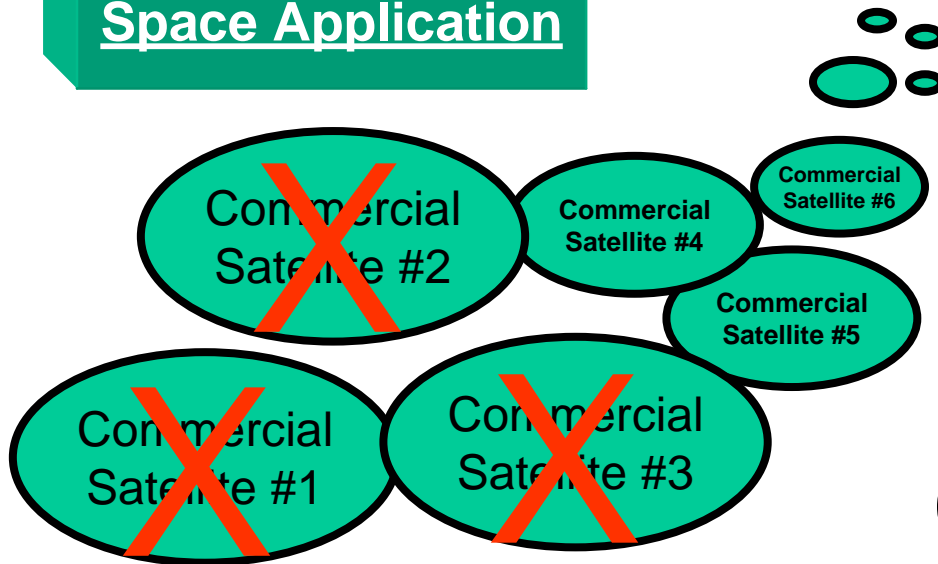 Space Application
Commercial
Satellite #2
Commercial
Satellite #4
Commercial
Satellite #6
Commercial
Satellite #5
Commercial
Satellite #1
Commercial
Satellite #3